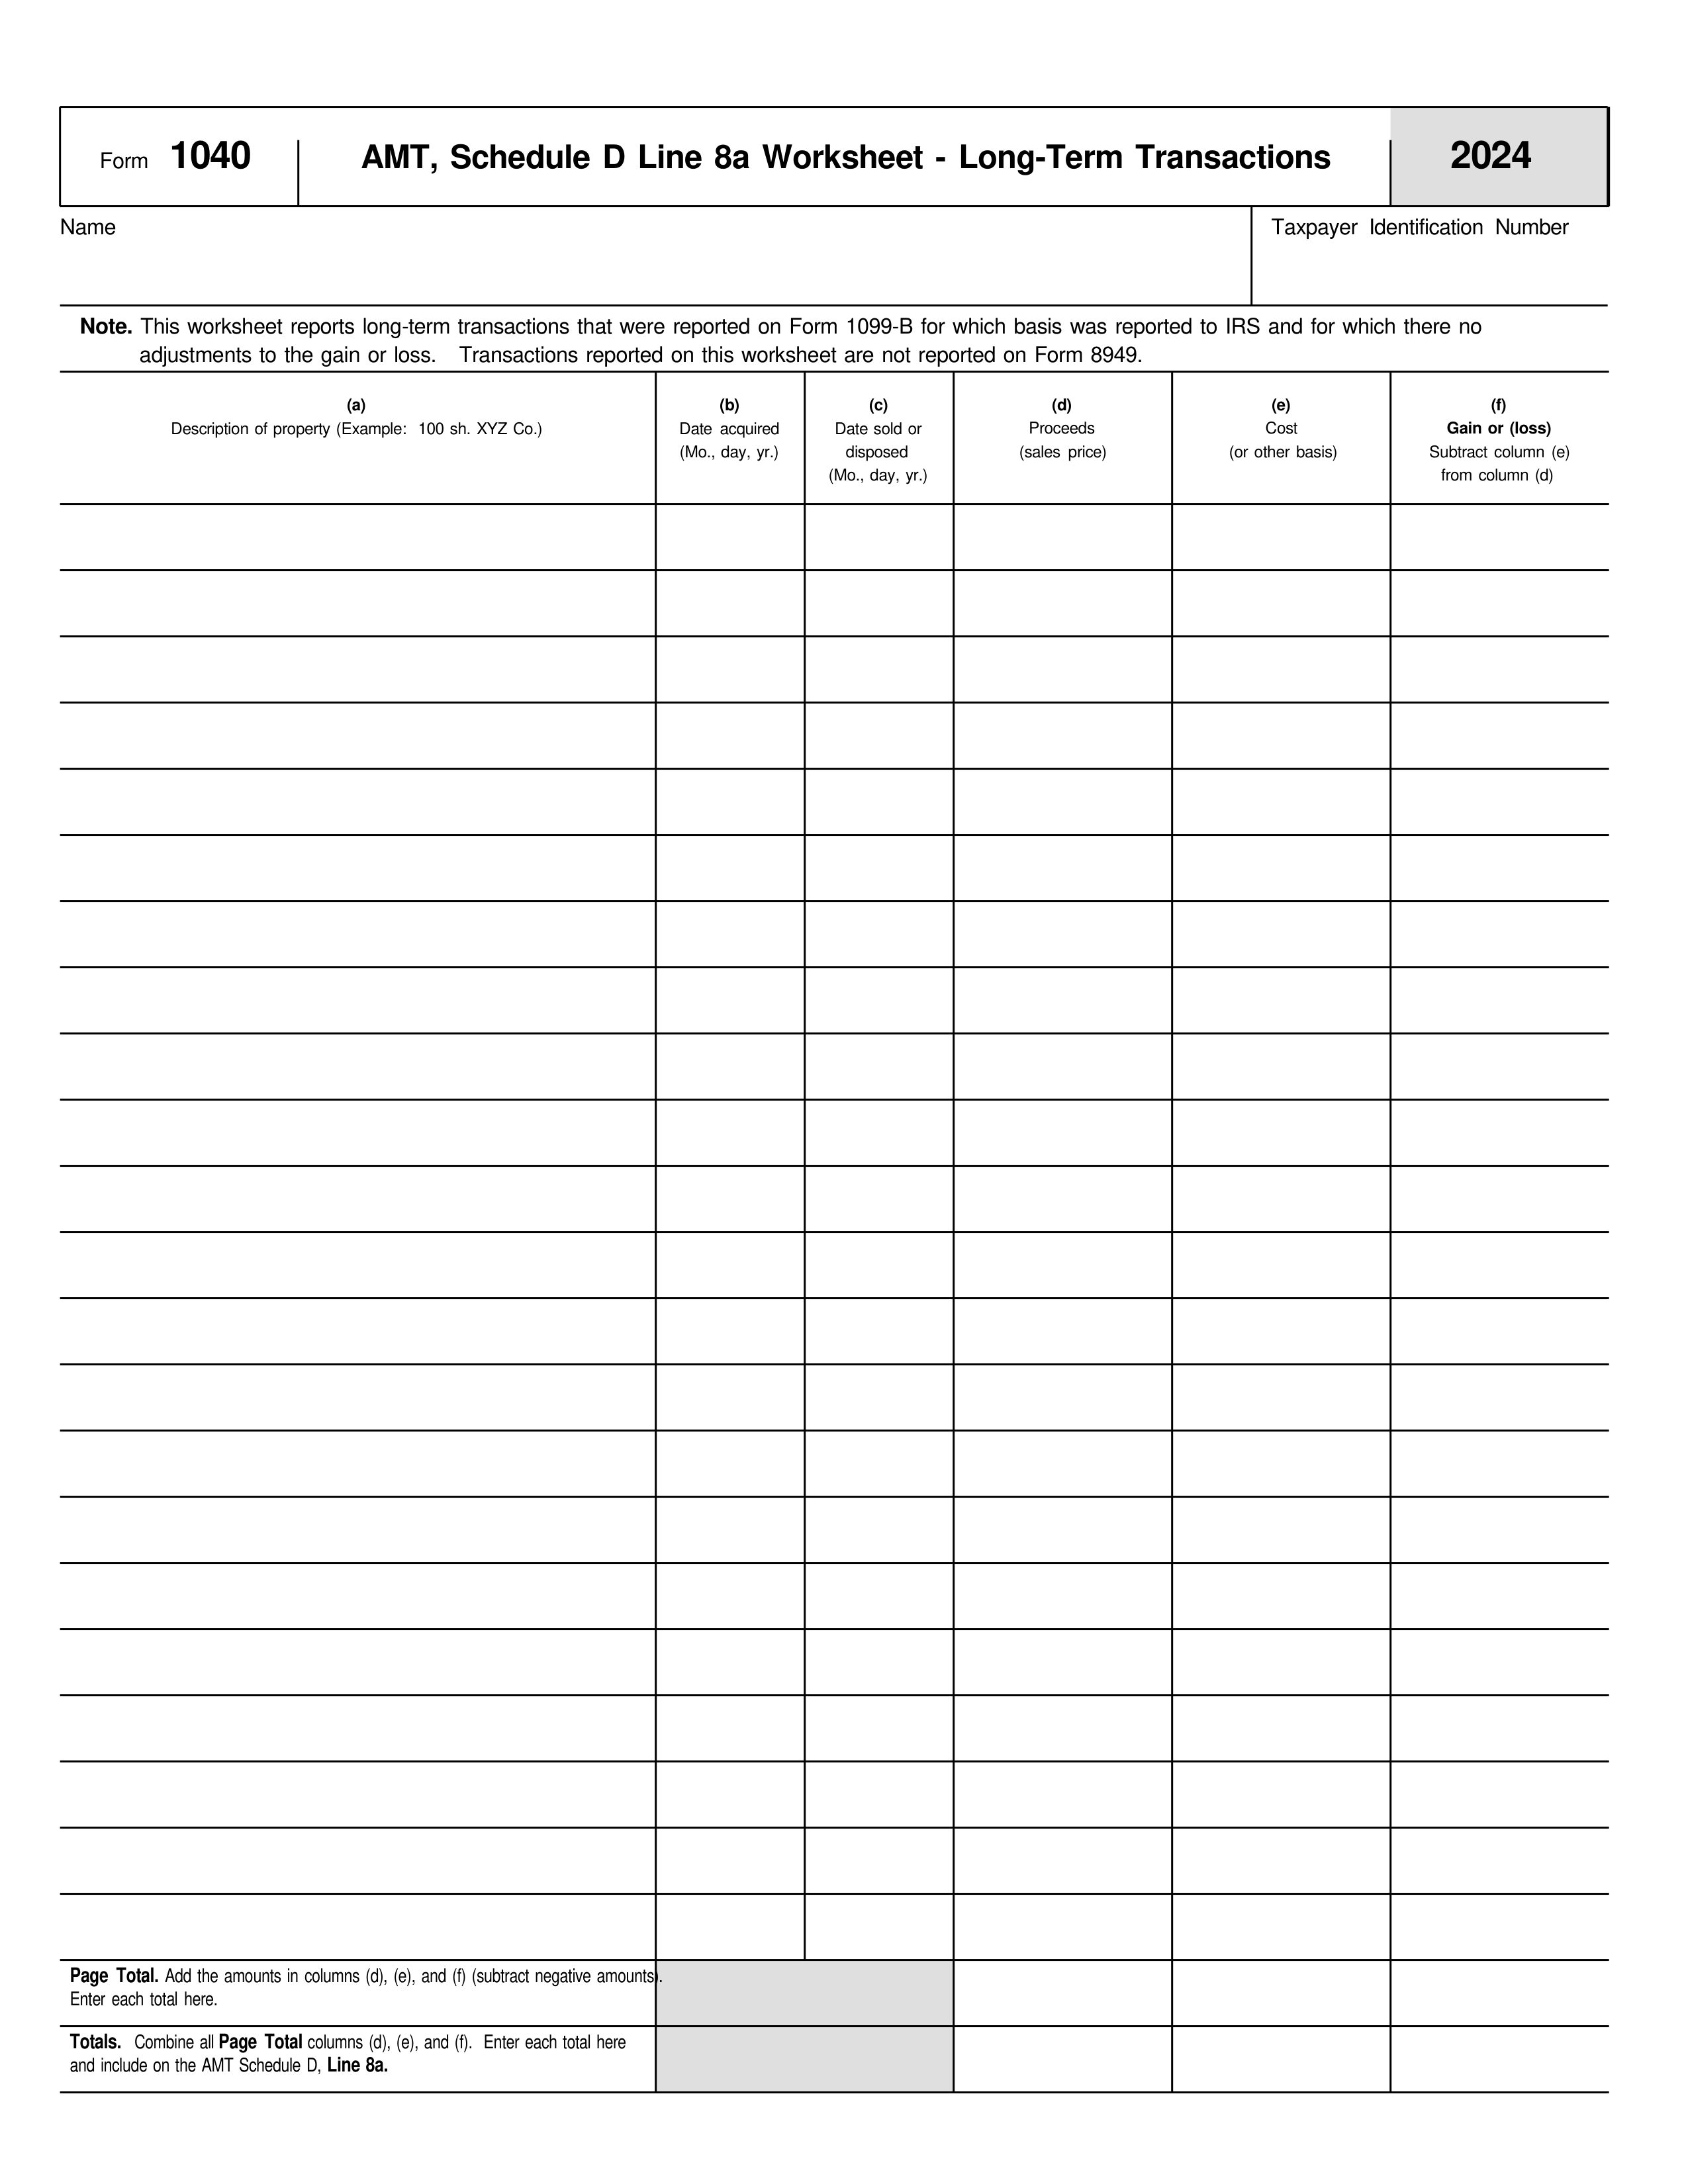 Form 1040 AMT, Schedule D Line 8a Worksheet - Long-Term Transactions 2024
Name Taxpayer Identification Number
Note. This worksheet reports long-term transactions that were reported on Form 1099-B for which basis was reported to IRS and for which there no
adjustments to the gain or loss. Transactions reported on this worksheet are not reported on Form 8949.
(a)
Description of property (Example: 100 sh. XYZ Co.)
(b)
Date acquired
(Mo., day, yr.)
(c)
Date sold or
disposed
(Mo., day, yr.)
(d)
Proceeds
(sales price)
(e)
Cost
(or other basis)
(f)
Gain or (loss)
Subtract column (e)
from column (d)
Page Total. Add the amounts in columns (d), (e), and (f) (subtract negative amounts).
Enter each total here.
Totals. Combine all Page Total columns (d), (e), and (f). Enter each total here
and include on the AMT Schedule D, Line 8a.